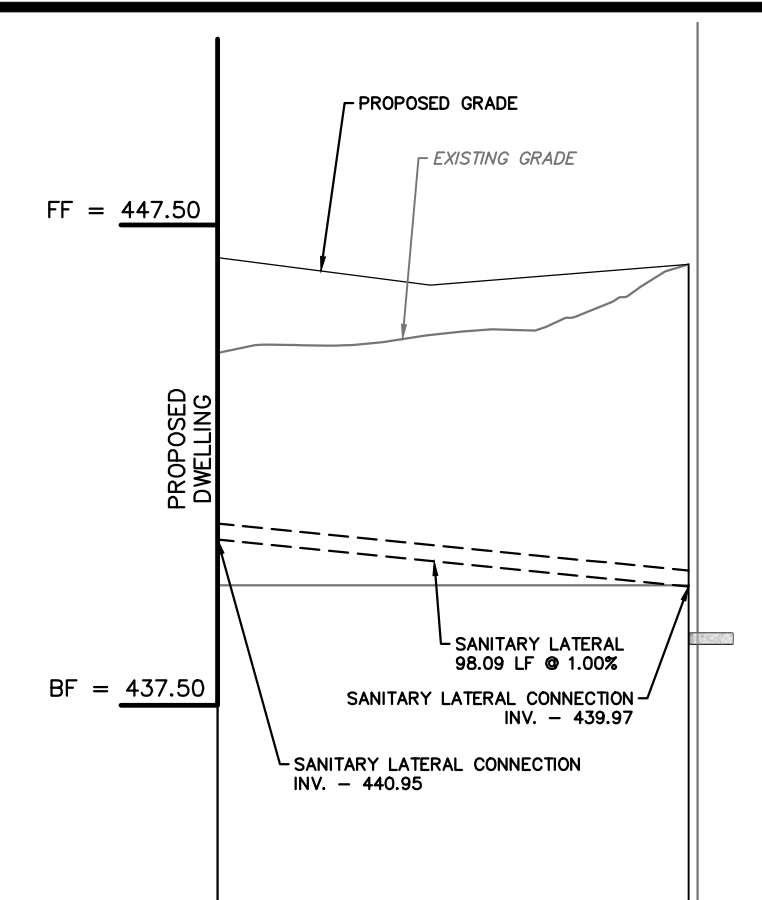 PROPOSED GRADE
EXISTING GRADE
FF = 447.50
PROPOSED
DWELLING
SANITARY LATERAL
98.09 LF @ 1.00%
BF = 437.50
SANITARY LATERAL CONNECTION
INV. - 439.97
SANITARY LATERAL CONNECTION
INV. - 440.95